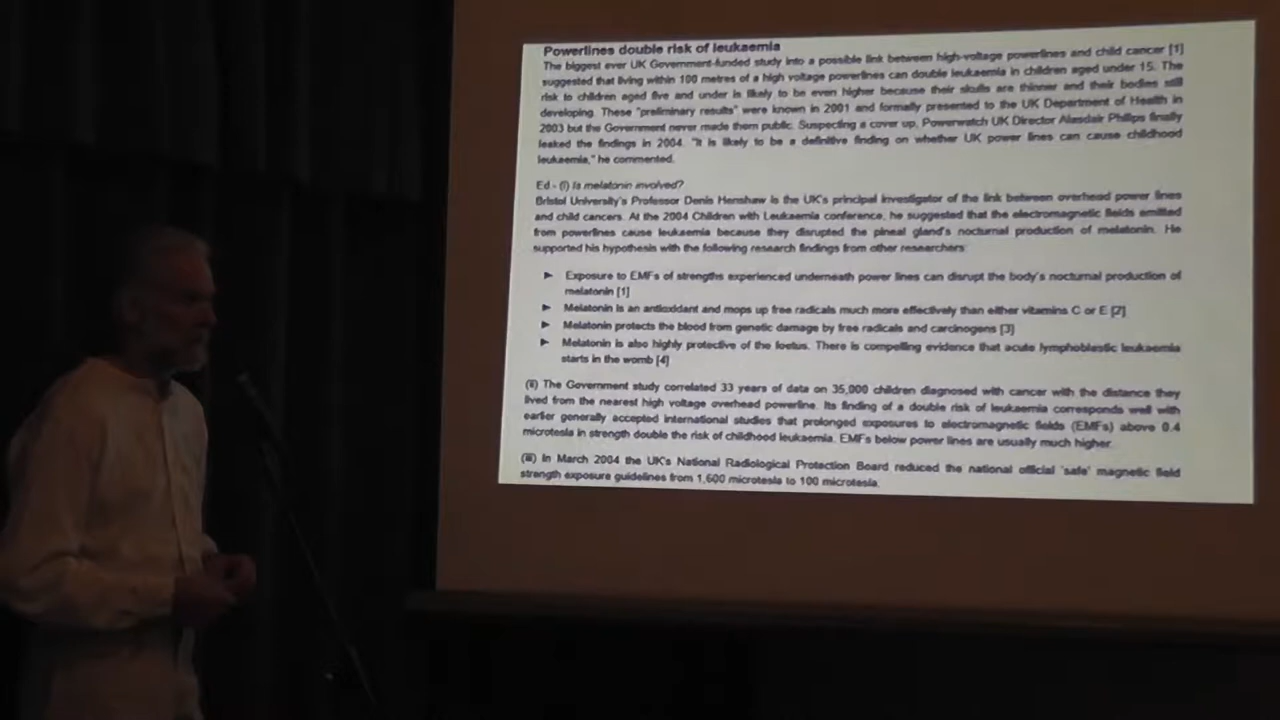 Powerlines double risk of leukaemia
The biggest ever UK Government-funded study into a possible link between high-voltage powerlines and child cancer [1]
suggested that living within 100 metres of a high voltage powerlines can double leukaemia in children aged under 15. The
risk to children aged five and under is likely to be even higher because their skulls are thinner and their bodies still
developing. These "preliminary results" were known in 2001 and formally presented to the UK Department of Health in
2003 but the Government never made them public. Suspecting a cover up, Powerwatch UK Director Alasdair Philips finally
leaked the findings in 2004. "It is likely to be a definitive finding on whether UK power lines can cause childhood
leukaemia," he commented.
Ed - (i) Is melatonin involved?
Bristol University's Professor Denis Henshaw is the UK's principal investigator of the link between overhead power lines
and child cancers. At the 2004 Children with Leukaemia conference, he suggested that the electromagnetic fields emitted
from powerlines cause leukaemia because they disrupted the pineal gland's nocturnal production of melatonin. He
supported his hypothesis with the following research findings from other researchers:
► Exposure to EMFs of strengths experienced underneath power lines can disrupt the body's nocturnal production of
melatonin [1]
► Melatonin is an antioxidant and mops up free radicals much more effectively than either vitamins C or E [2]
► Melatonin protects the blood from genetic damage by free radicals and carcinogens [3]
► Melatonin is also highly protective of the foetus. There is compelling evidence that acute lymphoblastic leukaemia
starts in the womb [4]
(ii) The Government study correlated 33 years of data on 35,000 children diagnosed with cancer with the distance they
lived from the nearest high voltage overhead powerline. Its finding of a double risk of leukaemia corresponds well with
earlier generally accepted international studies that prolonged exposures to electromagnetic fields (EMFs) above 0.4
microtesla in strength double the risk of childhood leukaemia. EMFs below power lines are usually much higher.
(iii) In March 2004 the UK's National Radiological Protection Board reduced the national official 'safe' magnetic field
strength exposure guidelines from 1,600 microtesla to 100 microtesla.